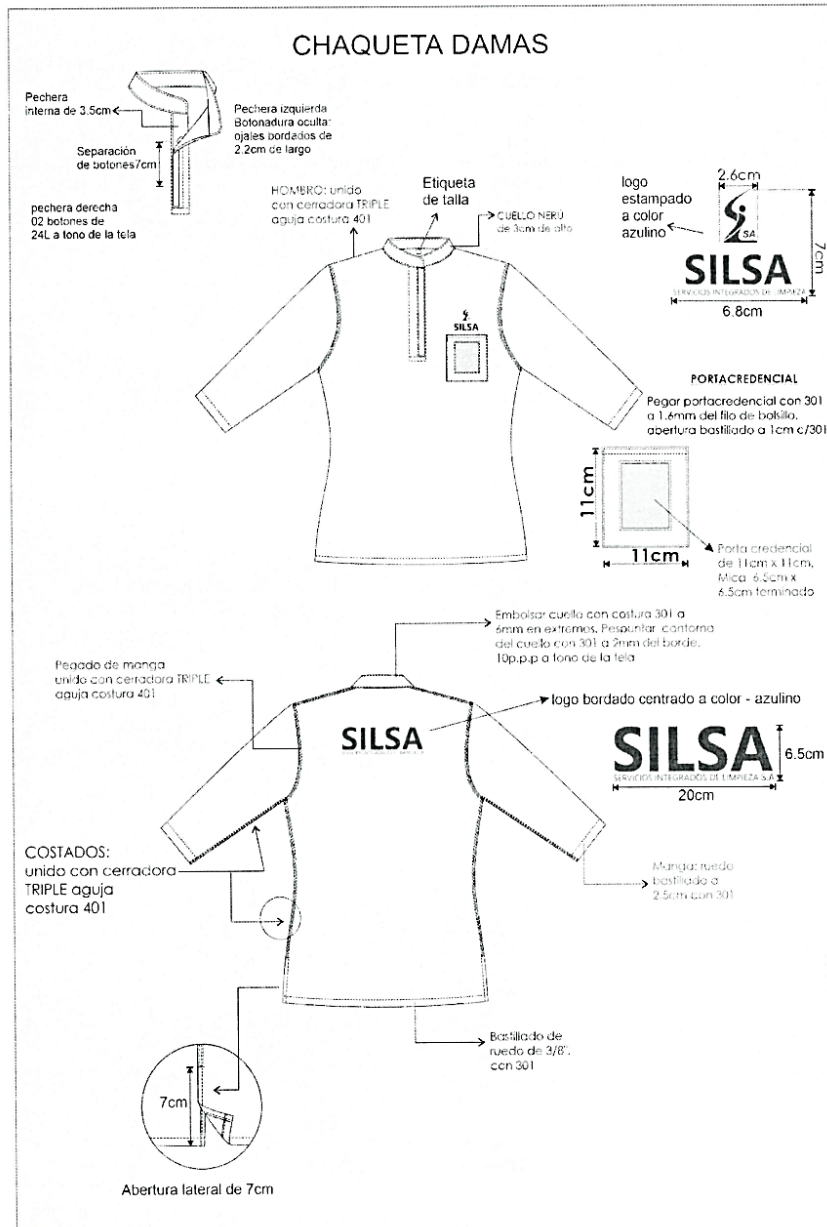 CHAQUETA DAMAS
Pechera
interna de 3.5cm
Pechera izquierda
Botonadura oculta:
ojales bordados de
2.2cm de largo
Separación
de botones7cm
pechera derecha
02 botones de
24L a tono de la tela
HOMBRO: unido
con cerradora TRIPLE
aguja costura 401
Etiqueta
de talla
CUELLO NERÚ
de 3cm de alto
logo
estampado
a color
azulino
2.6cm
SA
7cm
SILSA
SERVICIOS INTEGRADOS DE LIMPIEZA
6.8cm
SILSA
PORTACREDENCIAL
Pegar portacredencial con 301
a 1.6mm del filo de bolsillo,
abertura bastillado a 1cm c/301
11cm
11cm
Porta credencial
de 11cm x 11cm,
Mica 6.5cm x
6.5cm terminado
Embolsar cuello con costura 301 a
6mm en extremos. Pespuntar contorno
del cuello con 301 a 2mm del borde.
10p.p.p a tono de la tela
Pegado de manga
unido con cerradora TRIPLE
aguja costura 401
logo bordado centrado a color - azulino
SILSA
SILSA
SERVICIOS INTEGRADOS DE LIMPIEZA S.A
6.5cm
20cm
COSTADOS:
unido con cerradora
TRIPLE aguja
costura 401
Manga: ruedo
bastillado a
2.5cm con 301
Bastillado de
ruedo de 3/8".
con 301
7cm
Abertura lateral de 7cm